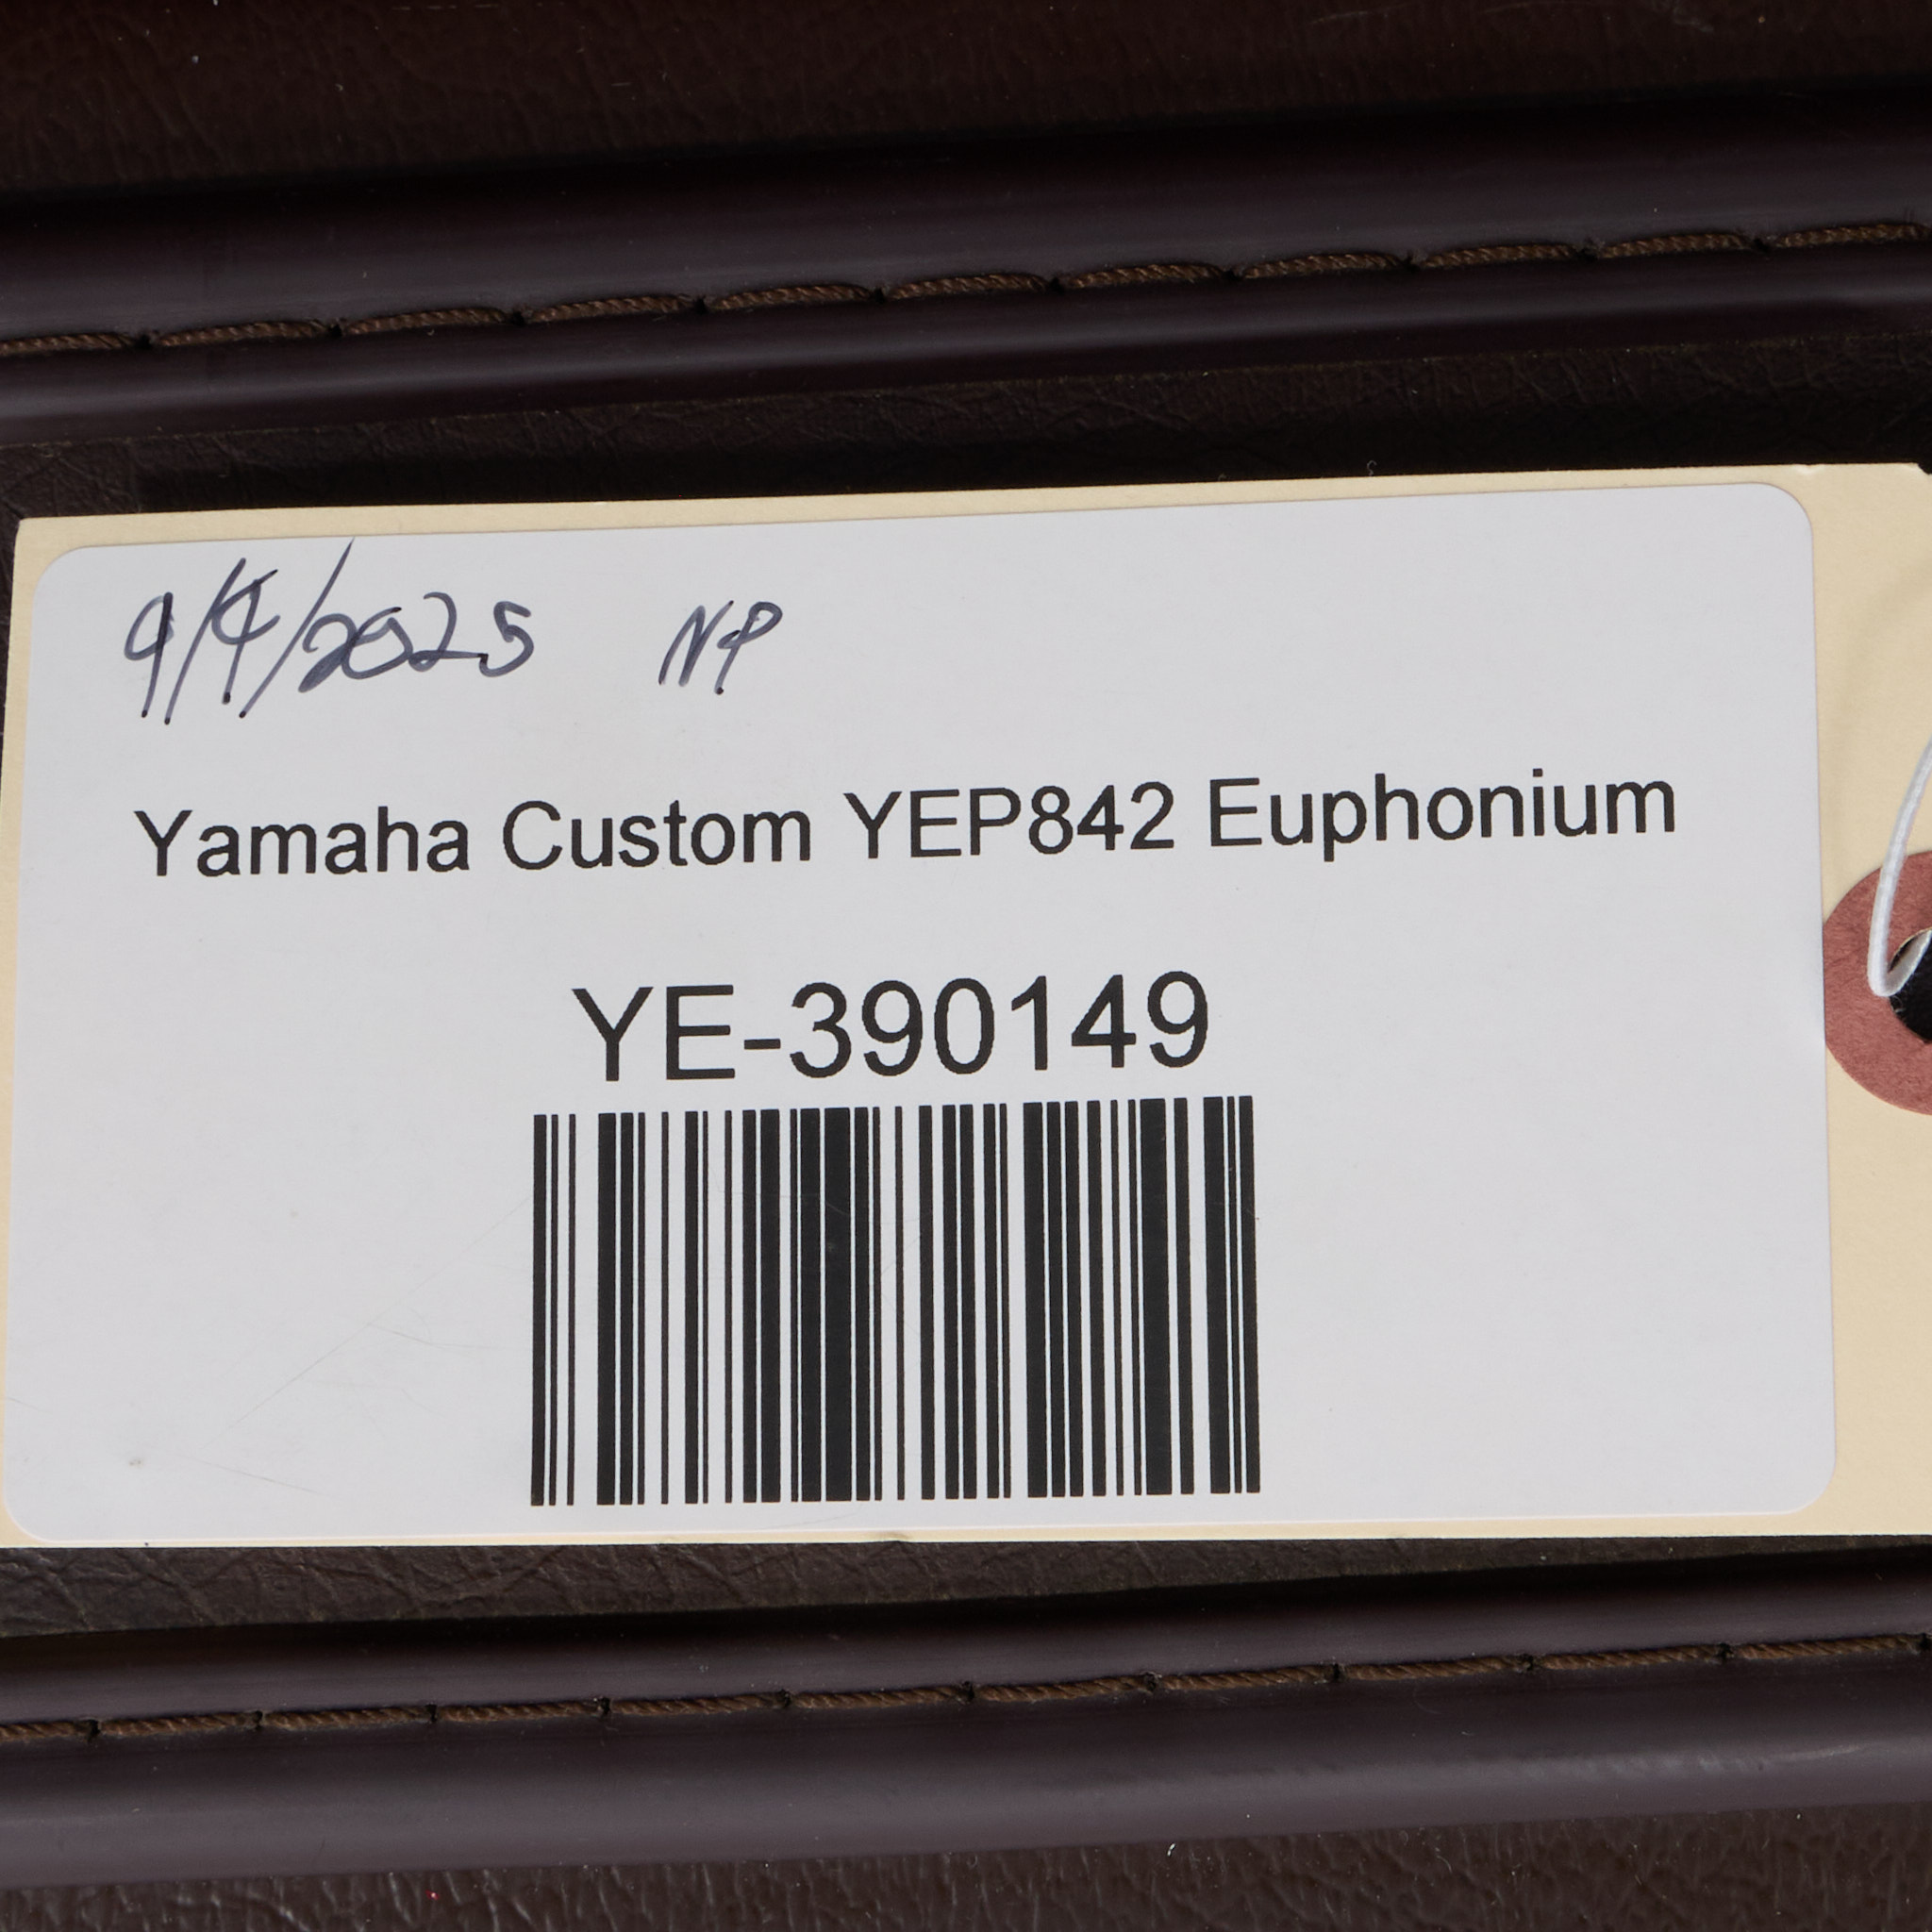 9/4/2025 NP
Yamaha Custom YEP842 Euphonium
YE-390149